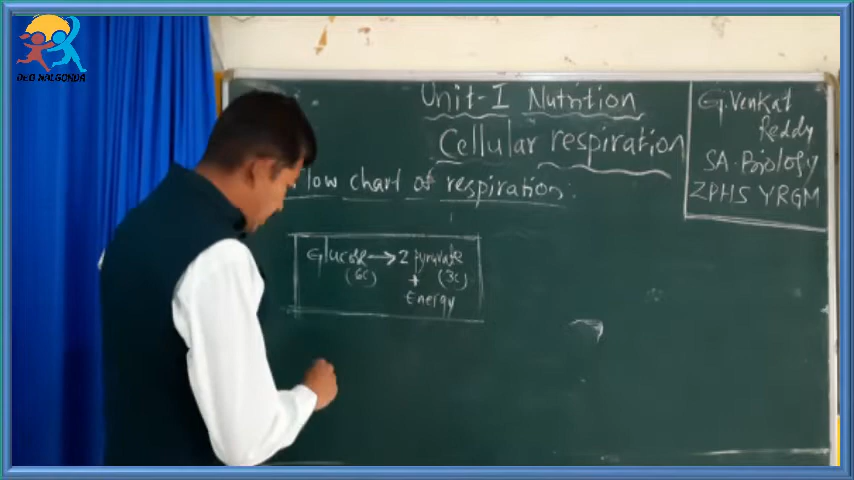 DEO NALGONDA
Unit-I Nutrition
Cellular respiration
low chart of respiration:
G. Venkat
Reddy
SA. Biology
ZPHS YRGM
Glucose → 2 pyruvate
(6c) + (3c)
Energy